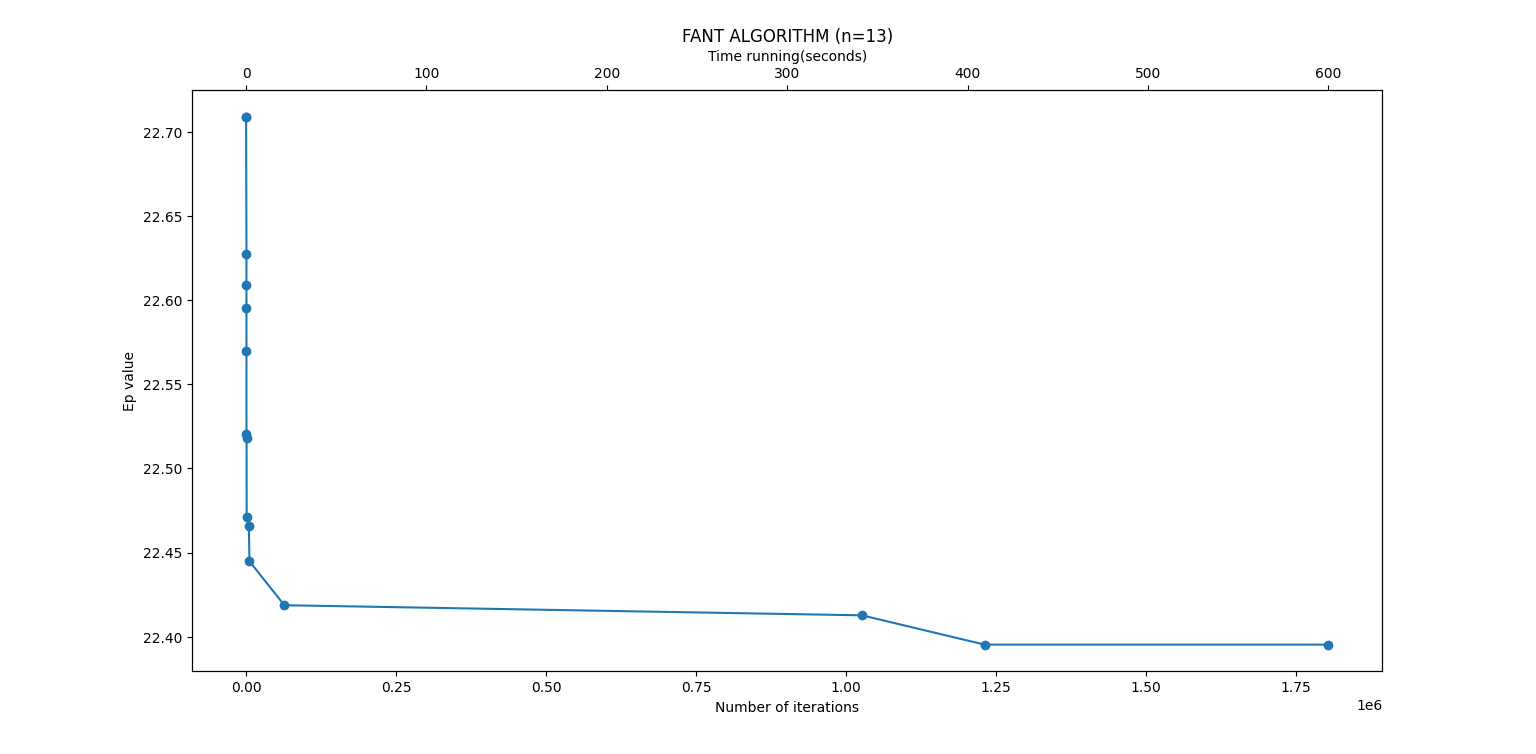 FANT ALGORITHM (n=13)
Time running(seconds)
0 100 200 300 400 500 600
22.70
22.65
22.60
22.55
22.50
22.45
22.40
Ep value
0.00 0.25 0.50 0.75 1.00 1.25 1.50 1.75
1e6
Number of iterations